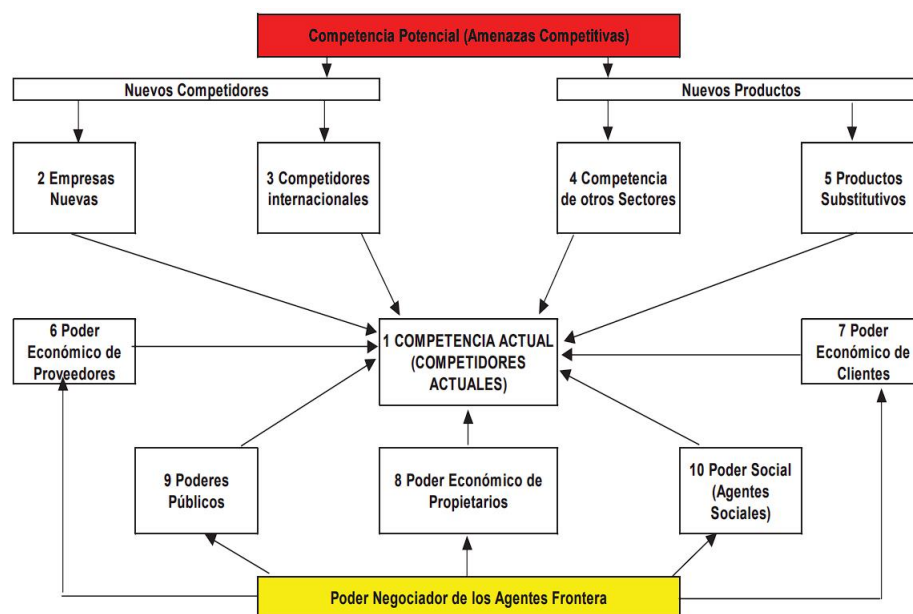 Competencia Potencial (Amenazas Competitivas)
Nuevos Competidores
Nuevos Productos
2 Empresas
Nuevas
3 Competidores
internacionales
4 Competencia
de otros Sectores
5 Productos
Substitutivos
6 Poder
Económico de
Proveedores
1 COMPETENCIA ACTUAL
(COMPETIDORES
ACTUALES)
7 Poder
Económico de
Clientes
9 Poderes
Públicos
8 Poder Económico de
Propietarios
10 Poder Social
(Agentes
Sociales)
Poder Negociador de los Agentes Frontera